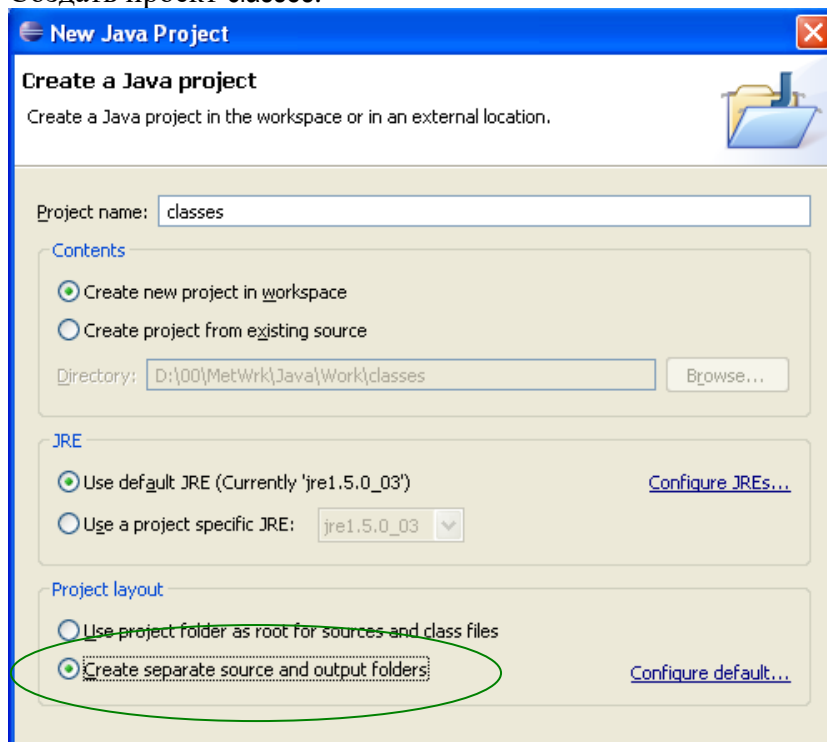 Создать проект classes.
New Java Project
Create a Java project
Create a Java project in the workspace or in an external location.
Project name: classes
Contents
Create new project in workspace
Create project from existing source
Directory: D:\00\MetWrk\Java\Work\classes Browse...
JRE
Use default JRE (Currently 'jre1.5.0_03') Configure JREs...
Use a project specific JRE: jre1.5.0_03
Project layout
Use project folder as root for sources and class files
Create separate source and output folders Configure default...